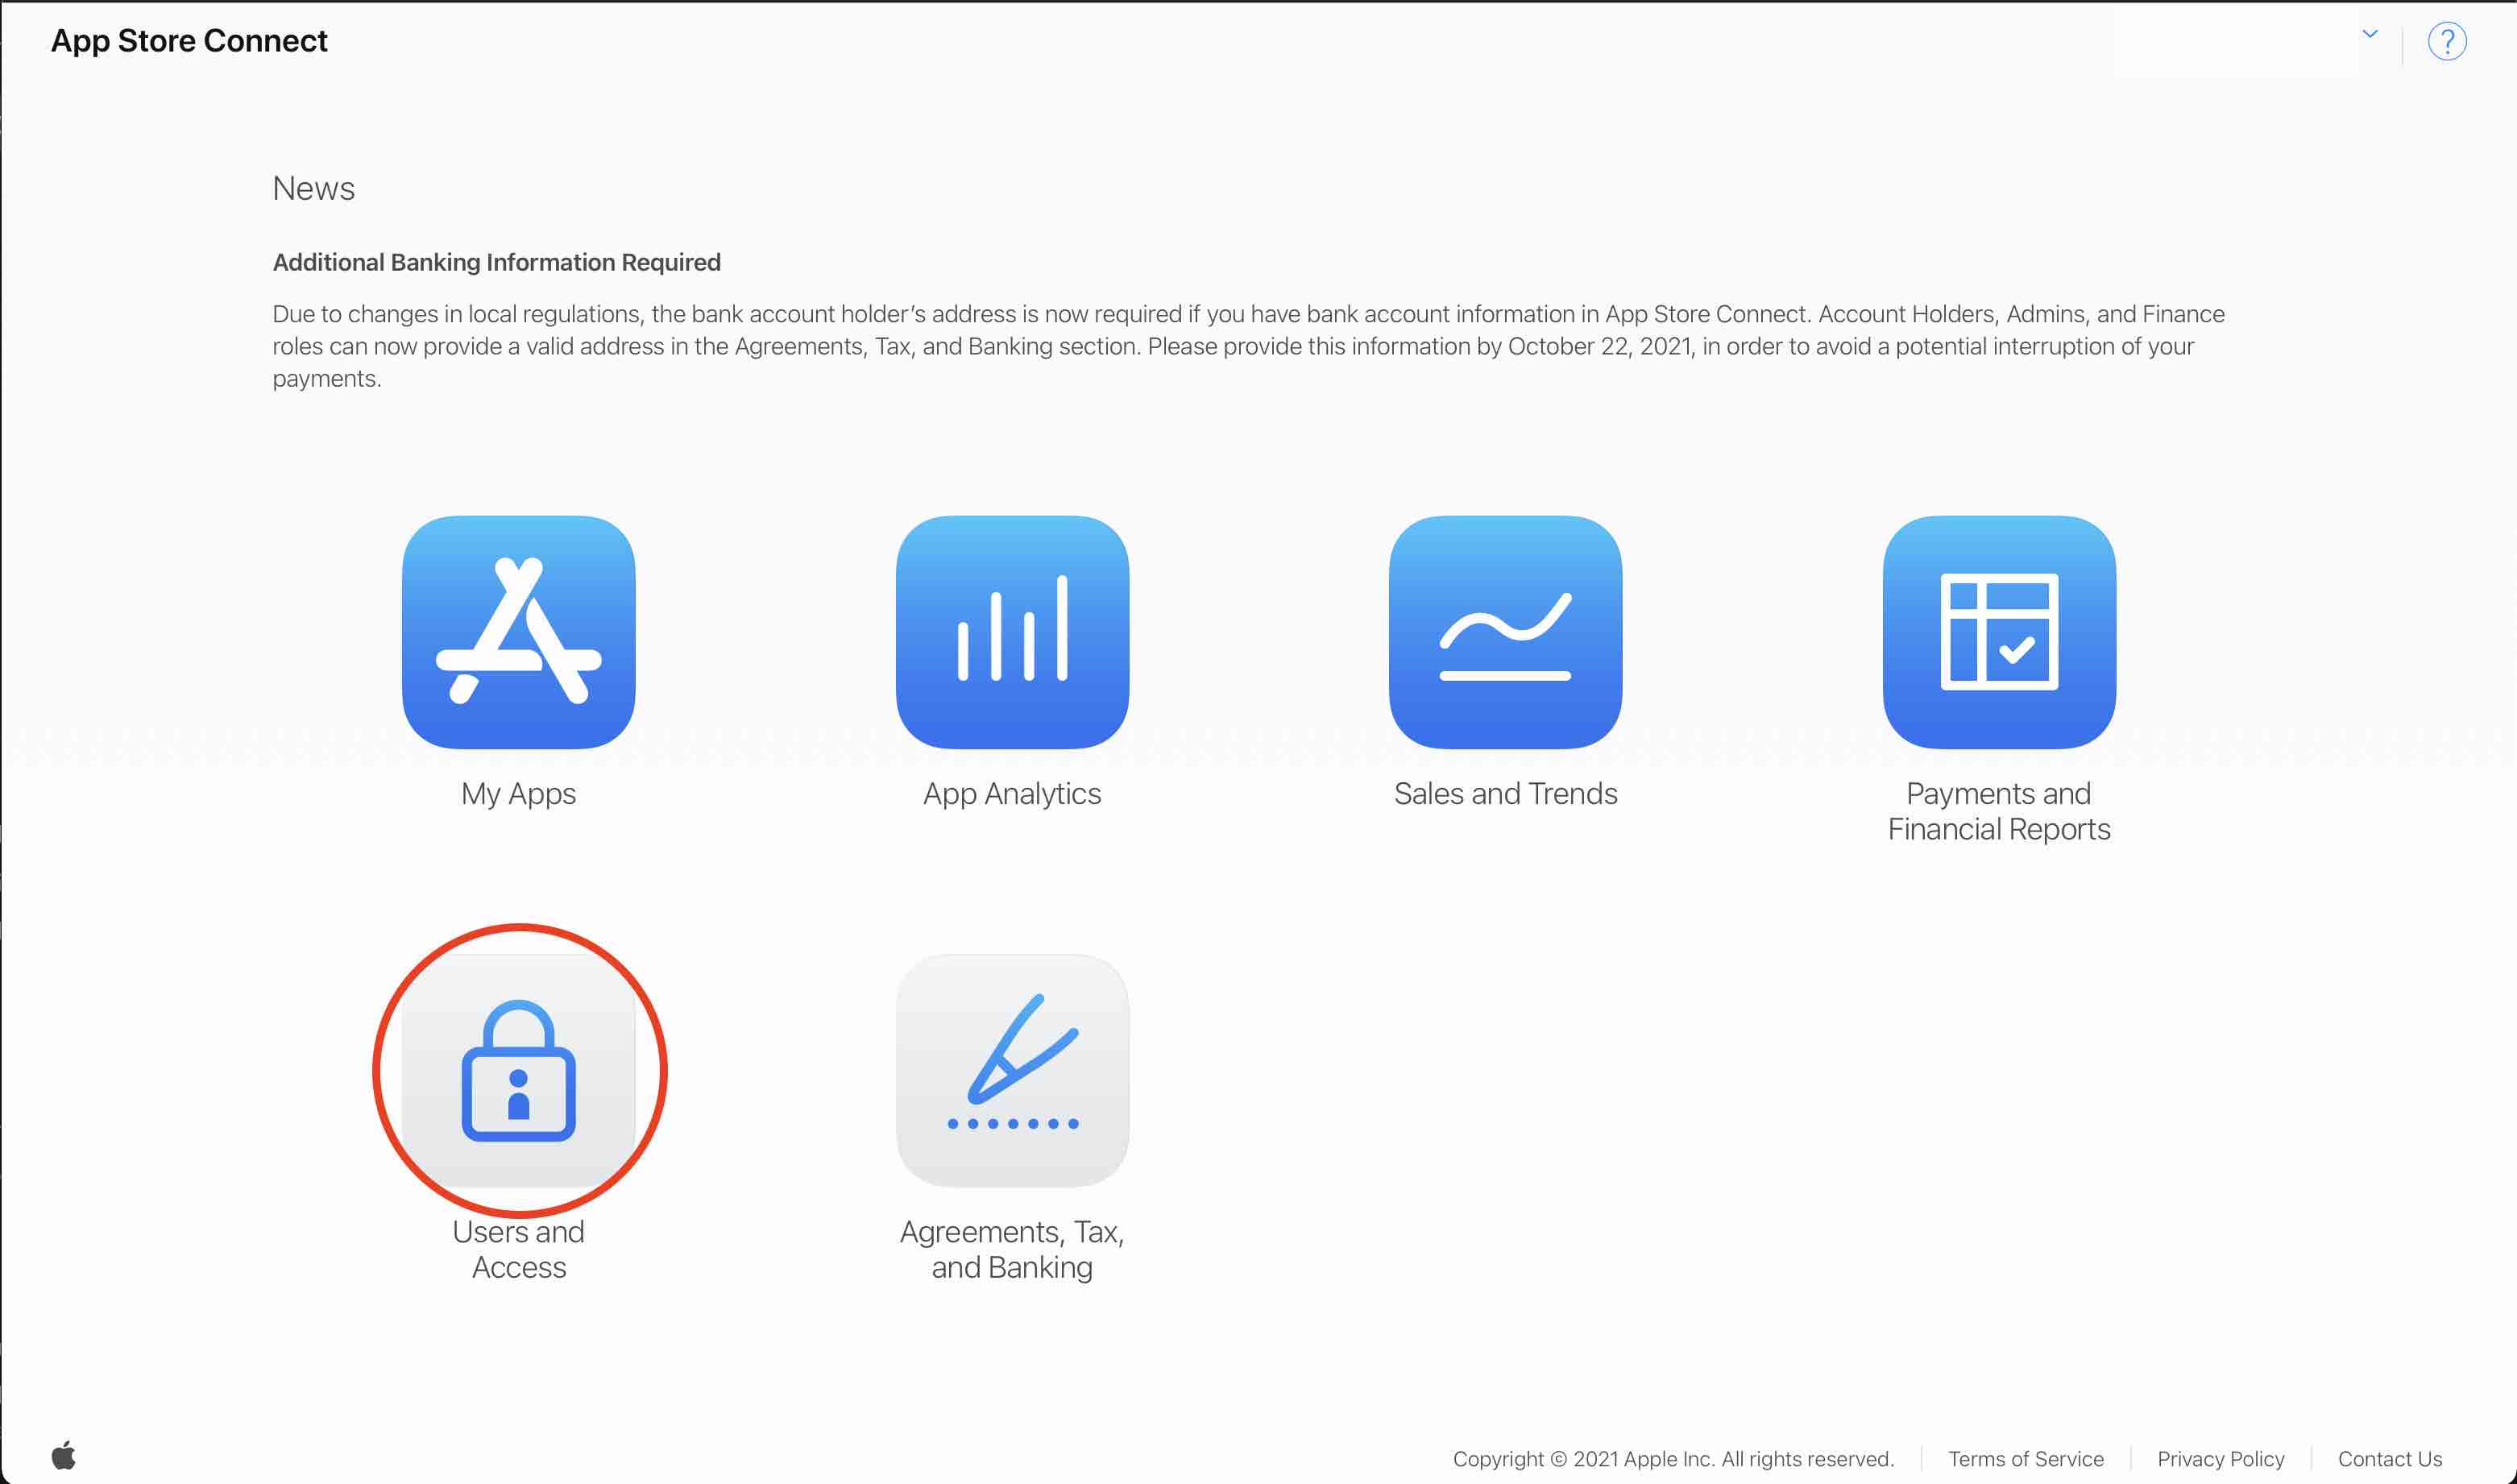 App Store Connect
?
News
Additional Banking Information Required
Due to changes in local regulations, the bank account holder’s address is now required if you have bank account information in App Store Connect. Account Holders, Admins, and Finance
roles can now provide a valid address in the Agreements, Tax, and Banking section. Please provide this information by October 22, 2021, in order to avoid a potential interruption of your
payments.
My Apps
App Analytics
Sales and Trends
Payments and
Financial Reports
Users and
Access
Agreements, Tax,
and Banking
Copyright © 2021 Apple Inc. All rights reserved.
Terms of Service
Privacy Policy
Contact Us